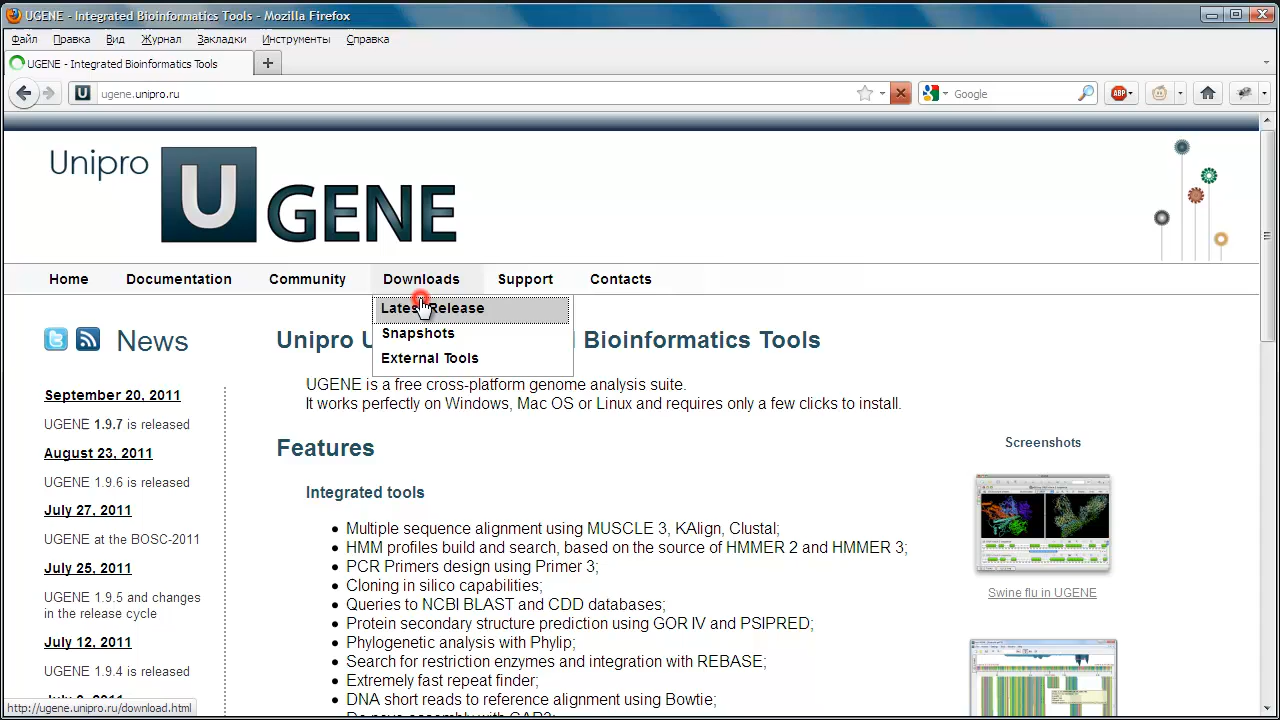 UGENE - Integrated Bioinformatics Tools - Mozilla Firefox
Файл Правка Вид Журнал Закладки Инструменты Справка
UGENE - Integrated Bioinformatics Tools
ugene.unipro.ru
Google
ABP
Unipro U GENE
Home Documentation Community Downloads Support Contacts
Release
Snapshots
External Tools
News
September 20, 2011
UGENE 1.9.7 is released
August 23, 2011
UGENE 1.9.6 is released
July 27, 2011
UGENE at the BOSC-2011
July 25, 2011
UGENE 1.9.5 and changes
in the release cycle
July 12, 2011
UGENE 1.9.4 is released
http://ugene.unipro.ru/download.html
Unipro Bioinformatics Tools
UGENE is a free cross-platform genome analysis suite.
It works perfectly on Windows, Mac OS or Linux and requires only a few clicks to install.
Features
Integrated tools
Multiple sequence alignment using MUSCLE 3, KAlign, Clustal;
HMM profiles build and search, based on the source of HMMER 2 and HMMER 3;
PCR Primers design using Primer 3;
Cloning in silico capabilities;
Queries to NCBI BLAST and CDD databases;
Protein secondary structure prediction using GOR IV and PSIPRED;
Phylogenetic analysis with Phylip;
Search for restriction enzymes and integration with REBASE;
Extremely fast repeat finder;
DNA short reads to reference alignment using Bowtie;
Screenshots
Swine flu in UGENE